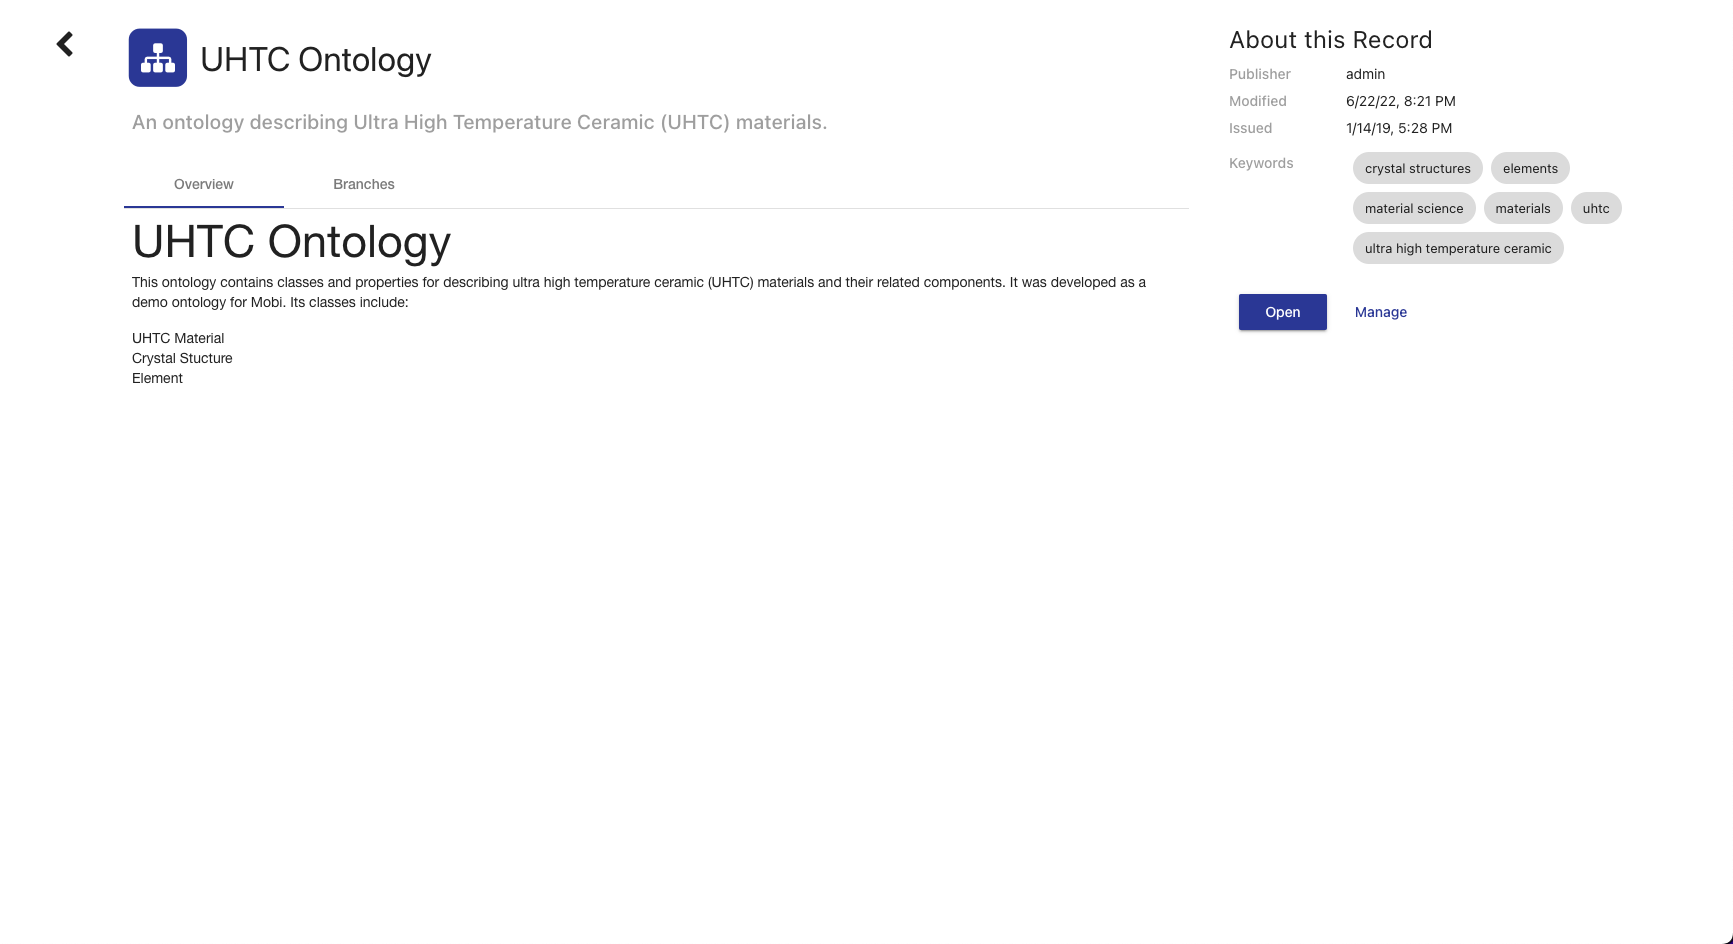 UHTC Ontology
An ontology describing Ultra High Temperature Ceramic (UHTC) materials.
Overview
Branches
UHTC Ontology
This ontology contains classes and properties for describing ultra high temperature ceramic (UHTC) materials and their related components. It was developed as a
demo ontology for Mobi. Its classes include:
UHTC Material
Crystal Stucture
Element
About this Record
Publisher admin
Modified 6/22/22, 8:21 PM
Issued 1/14/19, 5:28 PM
Keywords crystal structures elements
material science materials uhtc
ultra high temperature ceramic
Open Manage